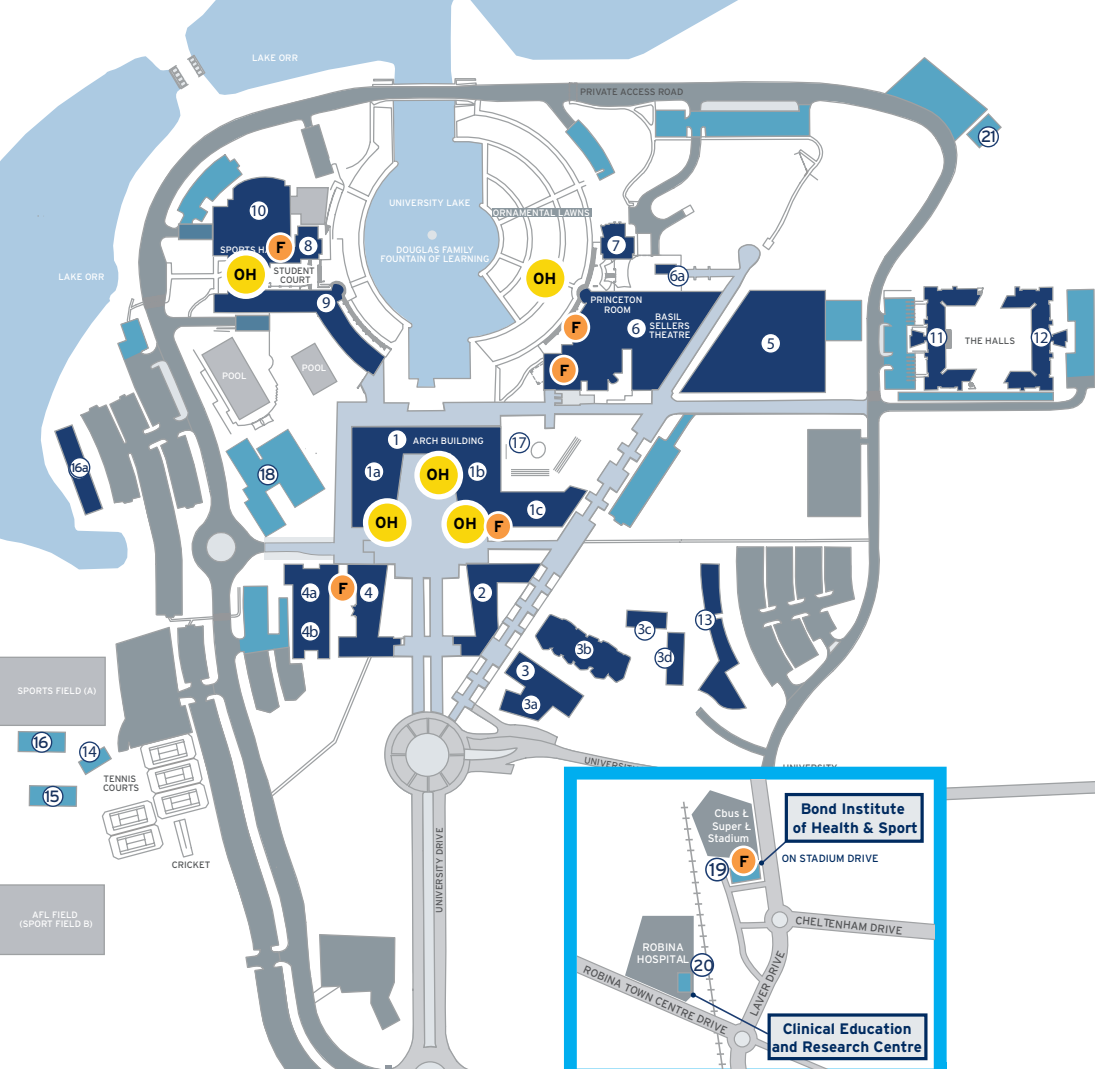 LAKE ORR
PRIVATE ACCESS ROAD
21
10
UNIVERSITY LAKE
ORNAMENTAL LAWNS
SPORTS HA
F
8
7
DOUGLAS FAMILY
FOUNTAIN OF LEARNING
LAKE ORR
OH
STUDENT
COURT
OH
6a
9
PRINCETON
ROOM
F
6
BASIL
SELLERS
THEATRE
5
11
THE HALLS
12
POOL
POOL
F
1
ARCH BUILDING
17
16a
18
1a
OH
1b
1c
OH
OH
F
4a
F
4
2
4b
3c
13
3b
3d
3
3a
SPORTS FIELD (A)
16
14
15
TENNIS
COURTS
CRICKET
UNIVERSITY DRIVE
AFL FIELD
(SPORT FIELD B)
UNIVERSI
UNIVERSITY
Cbus Ł
Super Ł
Stadium
Bond Institute
of Health & Sport
F
19
ON STADIUM DRIVE
CHELTENHAM DRIVE
ROBINA
HOSPITAL
20
LAVER DRIVE
ROBINA TOWN CENTRE DRIVE
Clinical Education
and Research Centre